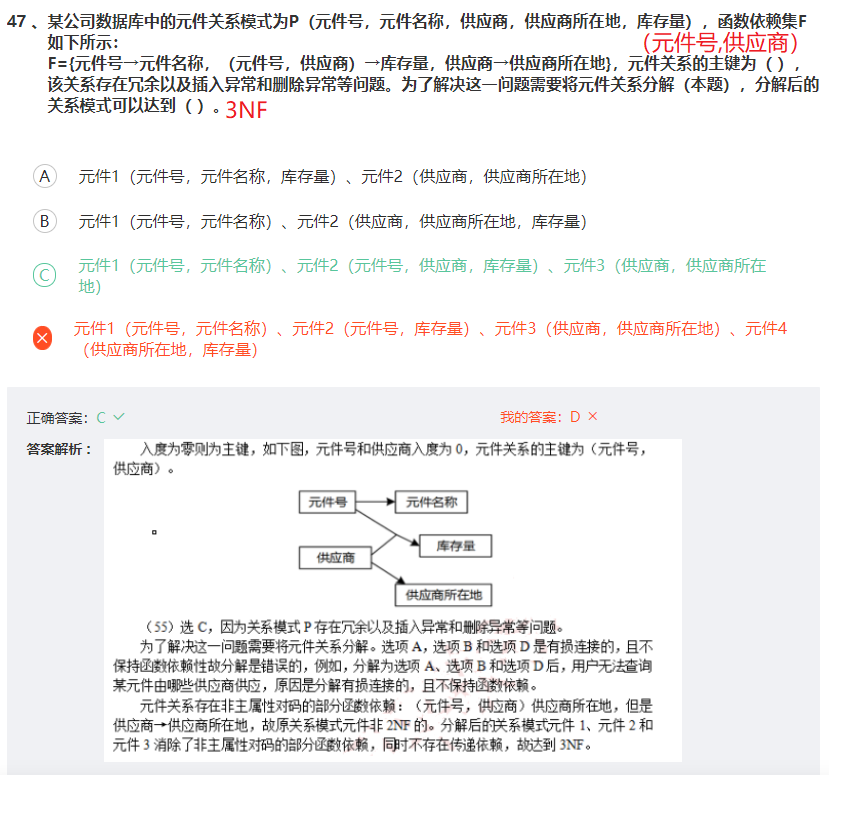 47 、某公司数据库中的元件关系模式为P（元件号，元件名称，供应商，供应商所在地，库存量），函数依赖集F
如下所示：
（元件号,供应商）
F={元件号→元件名称，（元件号，供应商）→库存量，供应商→供应商所在地}，元件关系的主键为（ ），
该关系存在冗余以及插入异常和删除异常等问题。为了解决这一问题需要将元件关系分解（本题），分解后的
关系模式可以达到（ ）。3NF
A 元件1（元件号，元件名称，库存量）、元件2（供应商，供应商所在地）
B 元件1（元件号，元件名称）、元件2（供应商，供应商所在地，库存量）
C 元件1（元件号，元件名称）、元件2（元件号，供应商，库存量）、元件3（供应商，供应商所在
地）
元件1（元件号，元件名称）、元件2（元件号，库存量）、元件3（供应商，供应商所在地）、元件4
（供应商所在地，库存量）
正确答案：C
我的答案：D
答案解析：
入度为零则为主键，如下图，元件号和供应商入度为 0，元件关系的主键为（元件号，
供应商）。
元件号
元件名称
库存量
供应商
供应商所在地
（55）选 C，因为关系模式 P 存在冗余以及插入异常和删除异常等问题。
为了解决这一问题需要将元件关系分解。选项 A，选项 B 和选项 D 是有损连接的，且不
保持函数依赖性故分解是错误的，例如，分解为选项 A、选项 B 和选项 D 后，用户无法查询
某元件由哪些供应商供应，原因是分解有损连接的，且不保持函数依赖。
元件关系存在非主属性对码的部分函数依赖：（元件号，供应商）供应商所在地，但是
供应商→供应商所在地，故原关系模式元件非 2NF 的。分解后的关系模式元件 1、元件 2 和
元件 3 消除了非主属性对码的部分函数依赖，同时不存在传递依赖，故达到 3NF。